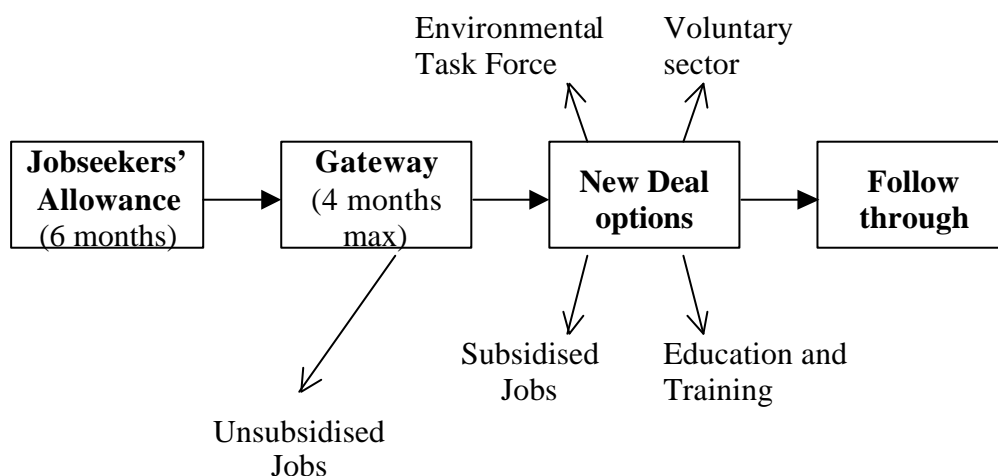 Environmental
Task Force
Voluntary
sector
Jobseekers’
Allowance
(6 months)
Gateway
(4 months
max)
New Deal
options
Follow
through
Subsidised
Jobs
Education and
Training
Unsubsidised
Jobs